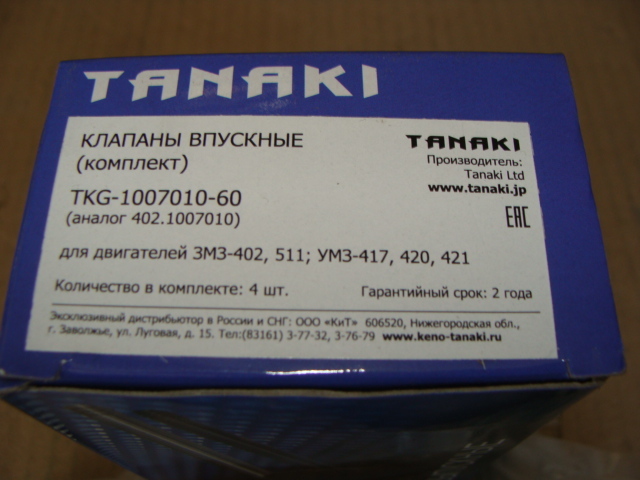 TANAKI
КЛАПАНЫ ВПУСКНЫЕ
(комплект)
TANAKI
Производитель:
Tanaki Ltd
www.tanaki.jp
TKG-1007010-60
(аналог 402.1007010)
EAC
для двигателей ЗМЗ-402, 511; УМЗ-417, 420, 421
Количество в комплекте: 4 шт.
Гарантийный срок: 2 года
Эксклюзивный дистрибьютор в России и СНГ: ООО «КиТ» 606520, Нижегородская обл.,
г. Заволжье, ул. Луговая, д. 15. Тел:(83161) 3-77-32, 3-76-79 www.keno-tanaki.ru